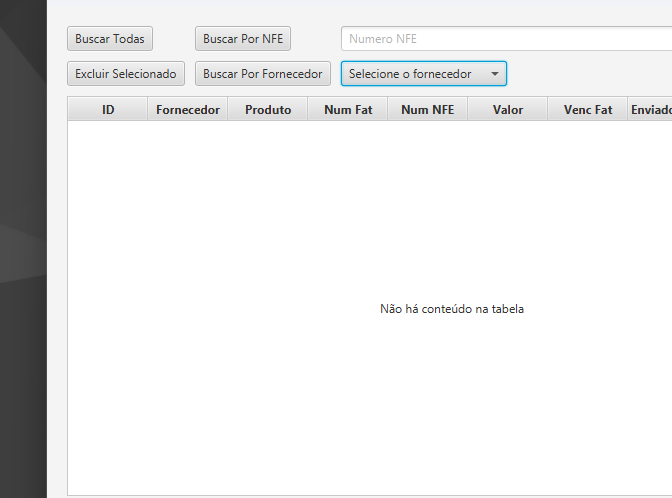 Buscar Todas Buscar Por NFE Numero NFE
Excluir Selecionado Buscar Por Fornecedor Selecione o fornecedor
ID Fornecedor Produto Num Fat Num NFE Valor Venc Fat Enviado
Não há conteúdo na tabela